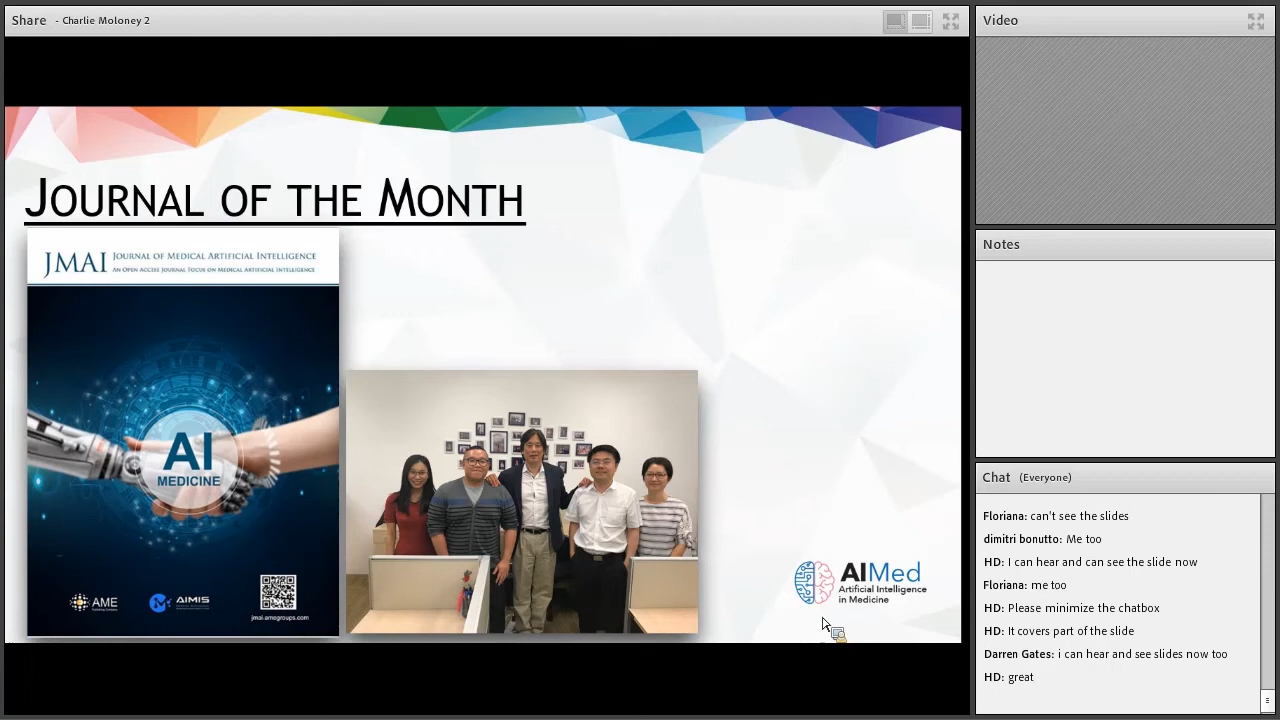 Share - Charlie Moloney 2
JOURNAL OF THE MONTH
JMAI JOURNAL OF MEDICAL ARTIFICIAL INTELLIGENCE
AN OPEN ACCESS JOURNAL FOCUS ON MEDICAL ARTIFICIAL INTELLIGENCE
AI
MEDICINE
AME
AIMIS
jmai.amegroups.com
AIMed
Artificial Intelligence
in Medicine
Video
Notes
Chat (Everyone)
Floriana: can't see the slides
dimitri bonutto: Me too
HD: I can hear and can see the slide now
Floriana: me too
HD: Please minimize the chatbox
HD: It covers part of the slide
Darren Gates: i can hear and see slides now too
HD: great